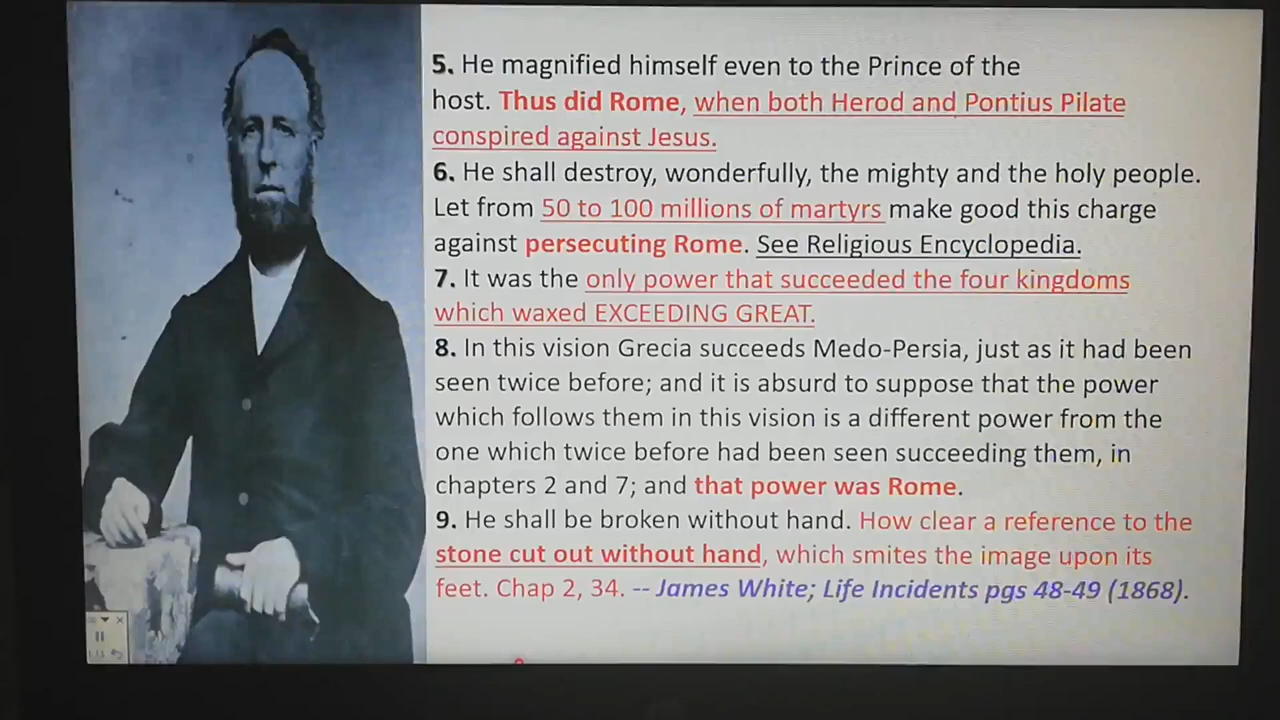 5. He magnified himself even to the Prince of the
host. Thus did Rome, when both Herod and Pontius Pilate
conspired against Jesus.
6. He shall destroy, wonderfully, the mighty and the holy people.
Let from 50 to 100 millions of martyrs make good this charge
against persecuting Rome. See Religious Encyclopedia.
7. It was the only power that succeeded the four kingdoms
which waxed EXCEEDING GREAT.
8. In this vision Grecia succeeds Medo-Persia, just as it had been
seen twice before; and it is absurd to suppose that the power
which follows them in this vision is a different power from the
one which twice before had been seen succeeding them, in
chapters 2 and 7; and that power was Rome.
9. He shall be broken without hand. How clear a reference to the
stone cut out without hand, which smites the image upon its
feet. Chap 2, 34. -- James White; Life Incidents pgs 48-49 (1868).